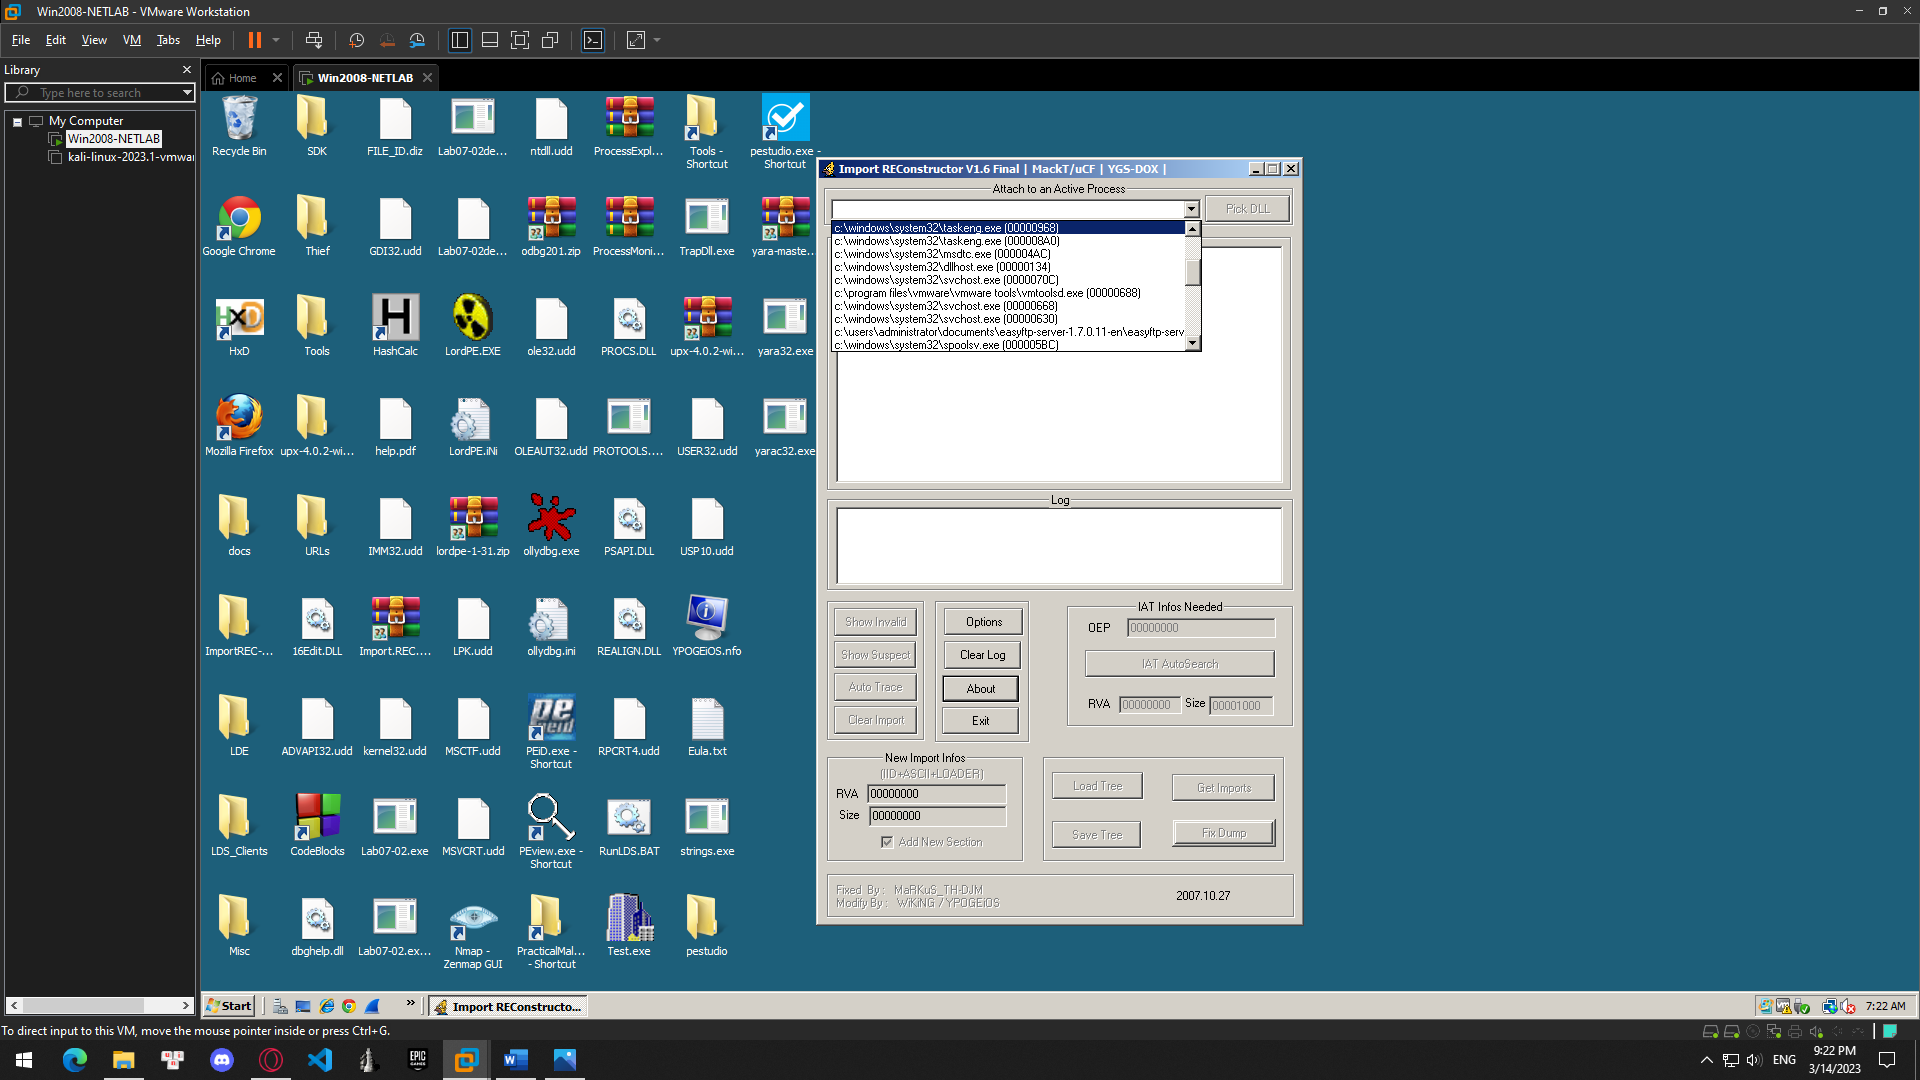 Win2008-NETLAB - VMware Workstation
File Edit View VM Tabs Help
Library
Type here to search
My Computer
Win2008-NETLAB
kali-linux-2023.1-vmwar
Home
Win2008-NETLAB
Recycle Bin
SDK
FILE_ID.diz
Lab07-02de...
ntdll.udd
ProcessExpl...
Tools -
Shortcut
pestudio.exe -
Shortcut
Google Chrome
Thief
GDI32.udd
Lab07-02de...
odbg201.zip
ProcessMoni...
TrapDll.exe
yara-maste...
HxD
Tools
HashCalc
LordPE.EXE
ole32.udd
PROCS.DLL
upx-4.0.2-wi...
yara32.exe
Mozilla Firefox
upx-4.0.2-wi...
help.pdf
LordPE.iNi
OLEAUT32.udd
PROTOOLS....
USER32.udd
yarac32.exe
docs
URLs
IMM32.udd
lordpe-1-31.zip
ollydbg.exe
PSAPI.DLL
USP10.udd
ImportREC-...
16Edit.DLL
Import.REC....
LPK.udd
ollydbg.ini
REALIGN.DLL
YPOGEiOS.nfo
LDE
ADVAPI32.udd
kernel32.udd
MSCTF.udd
PEiD.exe -
Shortcut
RPCRT4.udd
Eula.txt
LDS_Clients
CodeBlocks
Lab07-02.exe
MSVCRT.udd
PEview.exe -
Shortcut
RunLDS.BAT
strings.exe
Misc
dbghelp.dll
Lab07-02.ex...
Nmap -
Zenmap GUI
PracticalMal...
- Shortcut
Test.exe
pestudio
Import REConstructor V1.6 Final | MackT/uCF | YGS-DOX |
Attach to an Active Process
Pick DLL
c:\windows\system32\taskeng.exe (00000968)
c:\windows\system32\taskeng.exe (000008A0)
c:\windows\system32\msdtc.exe (000004AC)
c:\windows\system32\dllhost.exe (00000134)
c:\windows\system32\svchost.exe (0000070C)
c:\program files\vmware\vmware tools\vmtoolsd.exe (00000688)
c:\windows\system32\svchost.exe (00000668)
c:\windows\system32\svchost.exe (00000630)
c:\users\administrator\documents\easyftp-server-1.7.0.11-en\easyftp-serv
c:\windows\system32\spoolsv.exe (000005BC)
Log
Show Invalid
Show Suspect
Auto Trace
Clear Import
Options
Clear Log
About
Exit
IAT Infos Needed
OEP 00000000
IAT AutoSearch
RVA 00000000 Size 00001000
New Import Infos
(IID+ASCII+LOADER)
RVA 00000000
Size 00000000
Add New Section
Load Tree
Get Imports
Save Tree
Fix Dump
Fixed By : MaRKuS_TH-DJM
Modify By : WiKiNG / YPOGEiOS
2007.10.27
Start
Import REConstructo...
7:22 AM
To direct input to this VM, move the mouse pointer inside or press Ctrl+G.
ENG
9:22 PM
3/14/2023